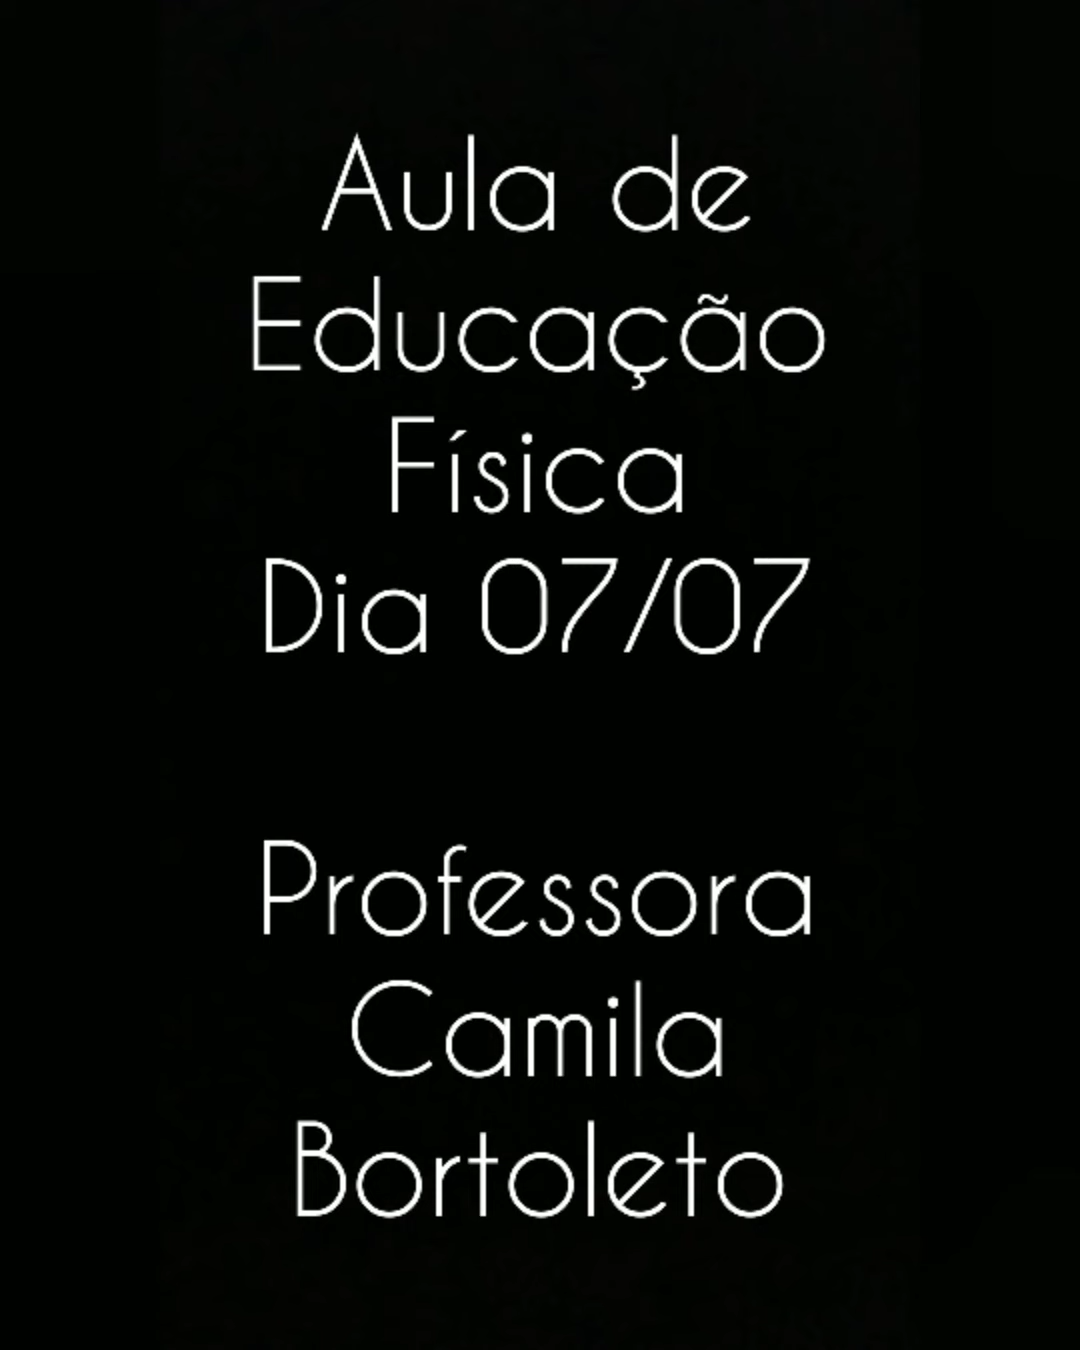 Aula de
Educação
Física
Dia 07/07
Professora
Camila
Bortoleto